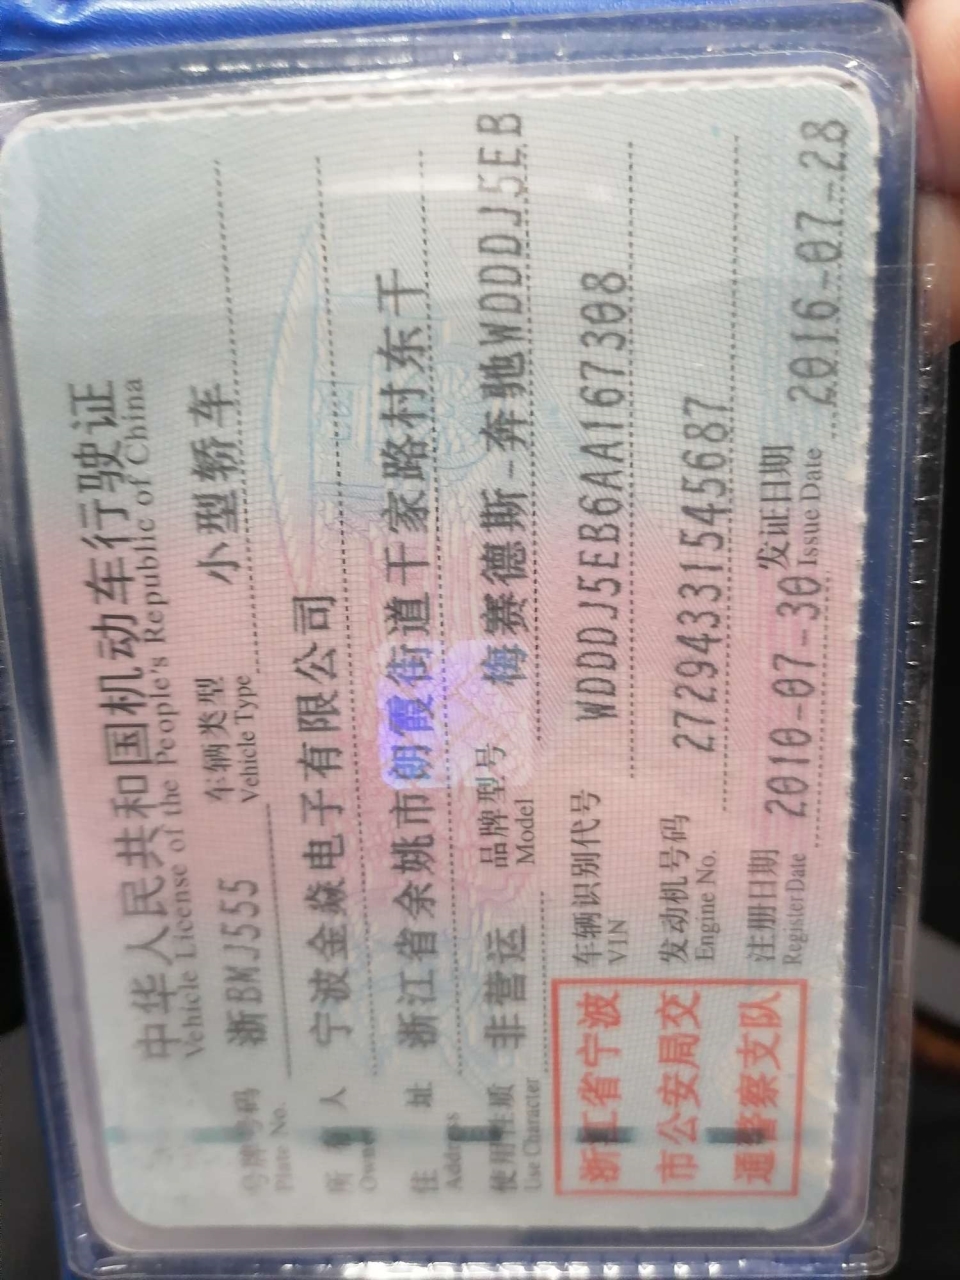 中华人民共和国机动车行驶证
Vehicle License of the People's Republic of China
号牌号码 浙BMJ555 车辆类型 小型轿车
Plate No. Vehicle Type
所有人 宁波金焱电子有限公司
Owner
住址 浙江省余姚市朗霞街道干家路村东干
Address
使用性质 非营运 品牌型号 梅赛德斯-奔驰WDDDJ5EB
Use Character Model
车辆识别代号 WDDDJ5EB6AA167308
VIN
发动机号码 27294331545687
Engine No.
注册日期 2010-07-30 发证日期 2016-07-28
RegisterDate Issue Date
浙江省宁波
市公安局交
通警察支队